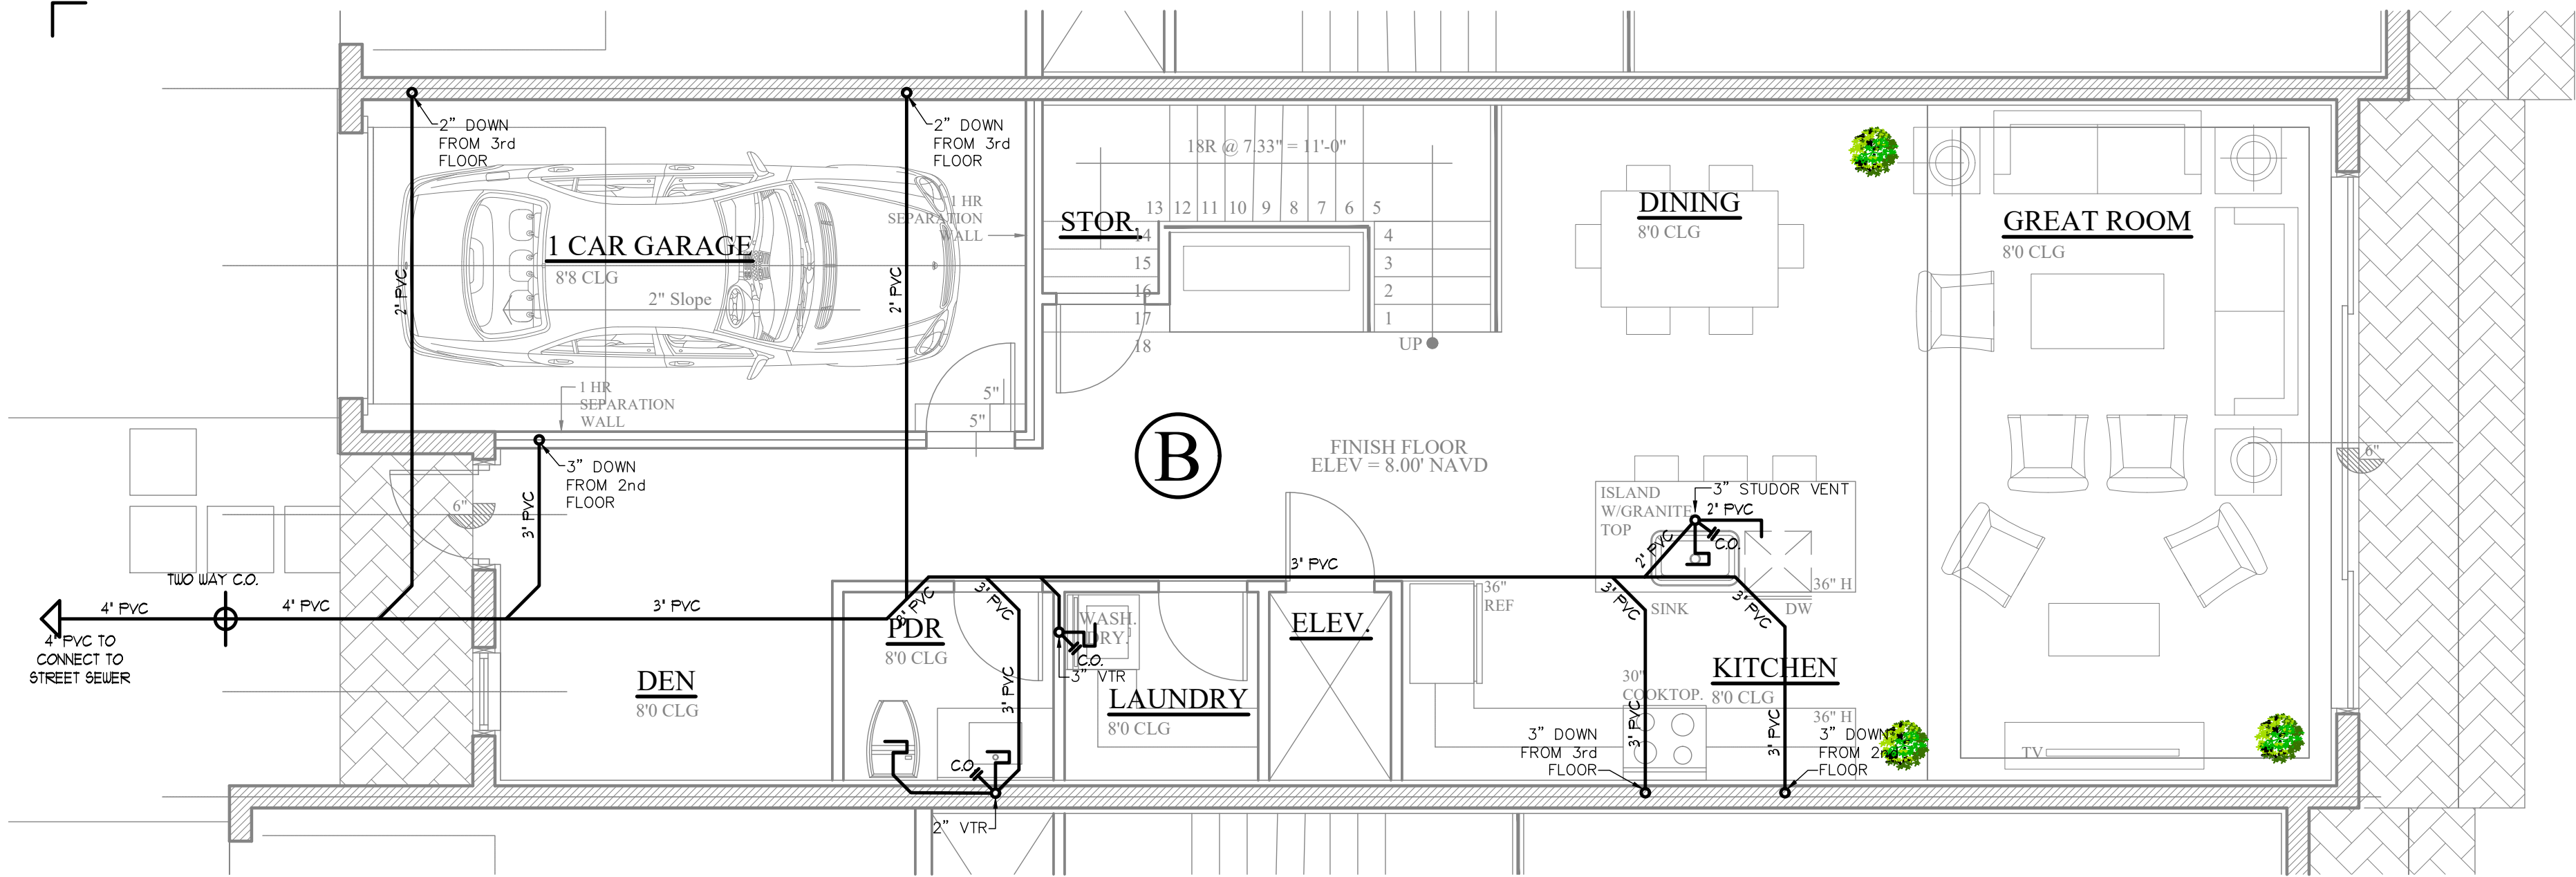 2” DOWN
FROM 3rd
FLOOR
2” DOWN
FROM 3rd
FLOOR
1 CAR GARAGE
8'8 CLG
2" Slope
2' PVC
2' PVC
1 HR
SEPARATION
WALL
1 HR
SEPARATION
WALL
5"
5"
18R @ 7.33" = 11'-0"
STOR.
13 12 11 10 9 8 7 6 5
14
15
16
17
18
4
3
2
1
UP
DINING
8'0 CLG
GREAT ROOM
8'0 CLG
B
FINISH FLOOR
ELEV = 8.00' NAVD
3” DOWN
FROM 2nd
FLOOR
3' PVC
6"
6"
ISLAND
W/GRANITE
TOP
3” STUDOR VENT
2' PVC
2' PVC
C.O.
36" H
SINK
DW
TWO WAY C.O.
4' PVC
4' PVC
3' PVC
3' PVC
4' PVC TO
CONNECT TO
STREET SEWER
3' PVC
3' PVC
3' PVC
3' PVC
PDR
8'0 CLG
DEN
8'0 CLG
WASH.
DRY.
C.O.
3” VTR
3' PVC
LAUNDRY
8'0 CLG
ELEV.
36"
REF
KITCHEN
8'0 CLG
30"
COOKTOP.
36" H
3' PVC
3' PVC
3” DOWN
FROM 3rd
FLOOR
3” DOWN
FROM 2nd
FLOOR
TV
C.O.
2” VTR